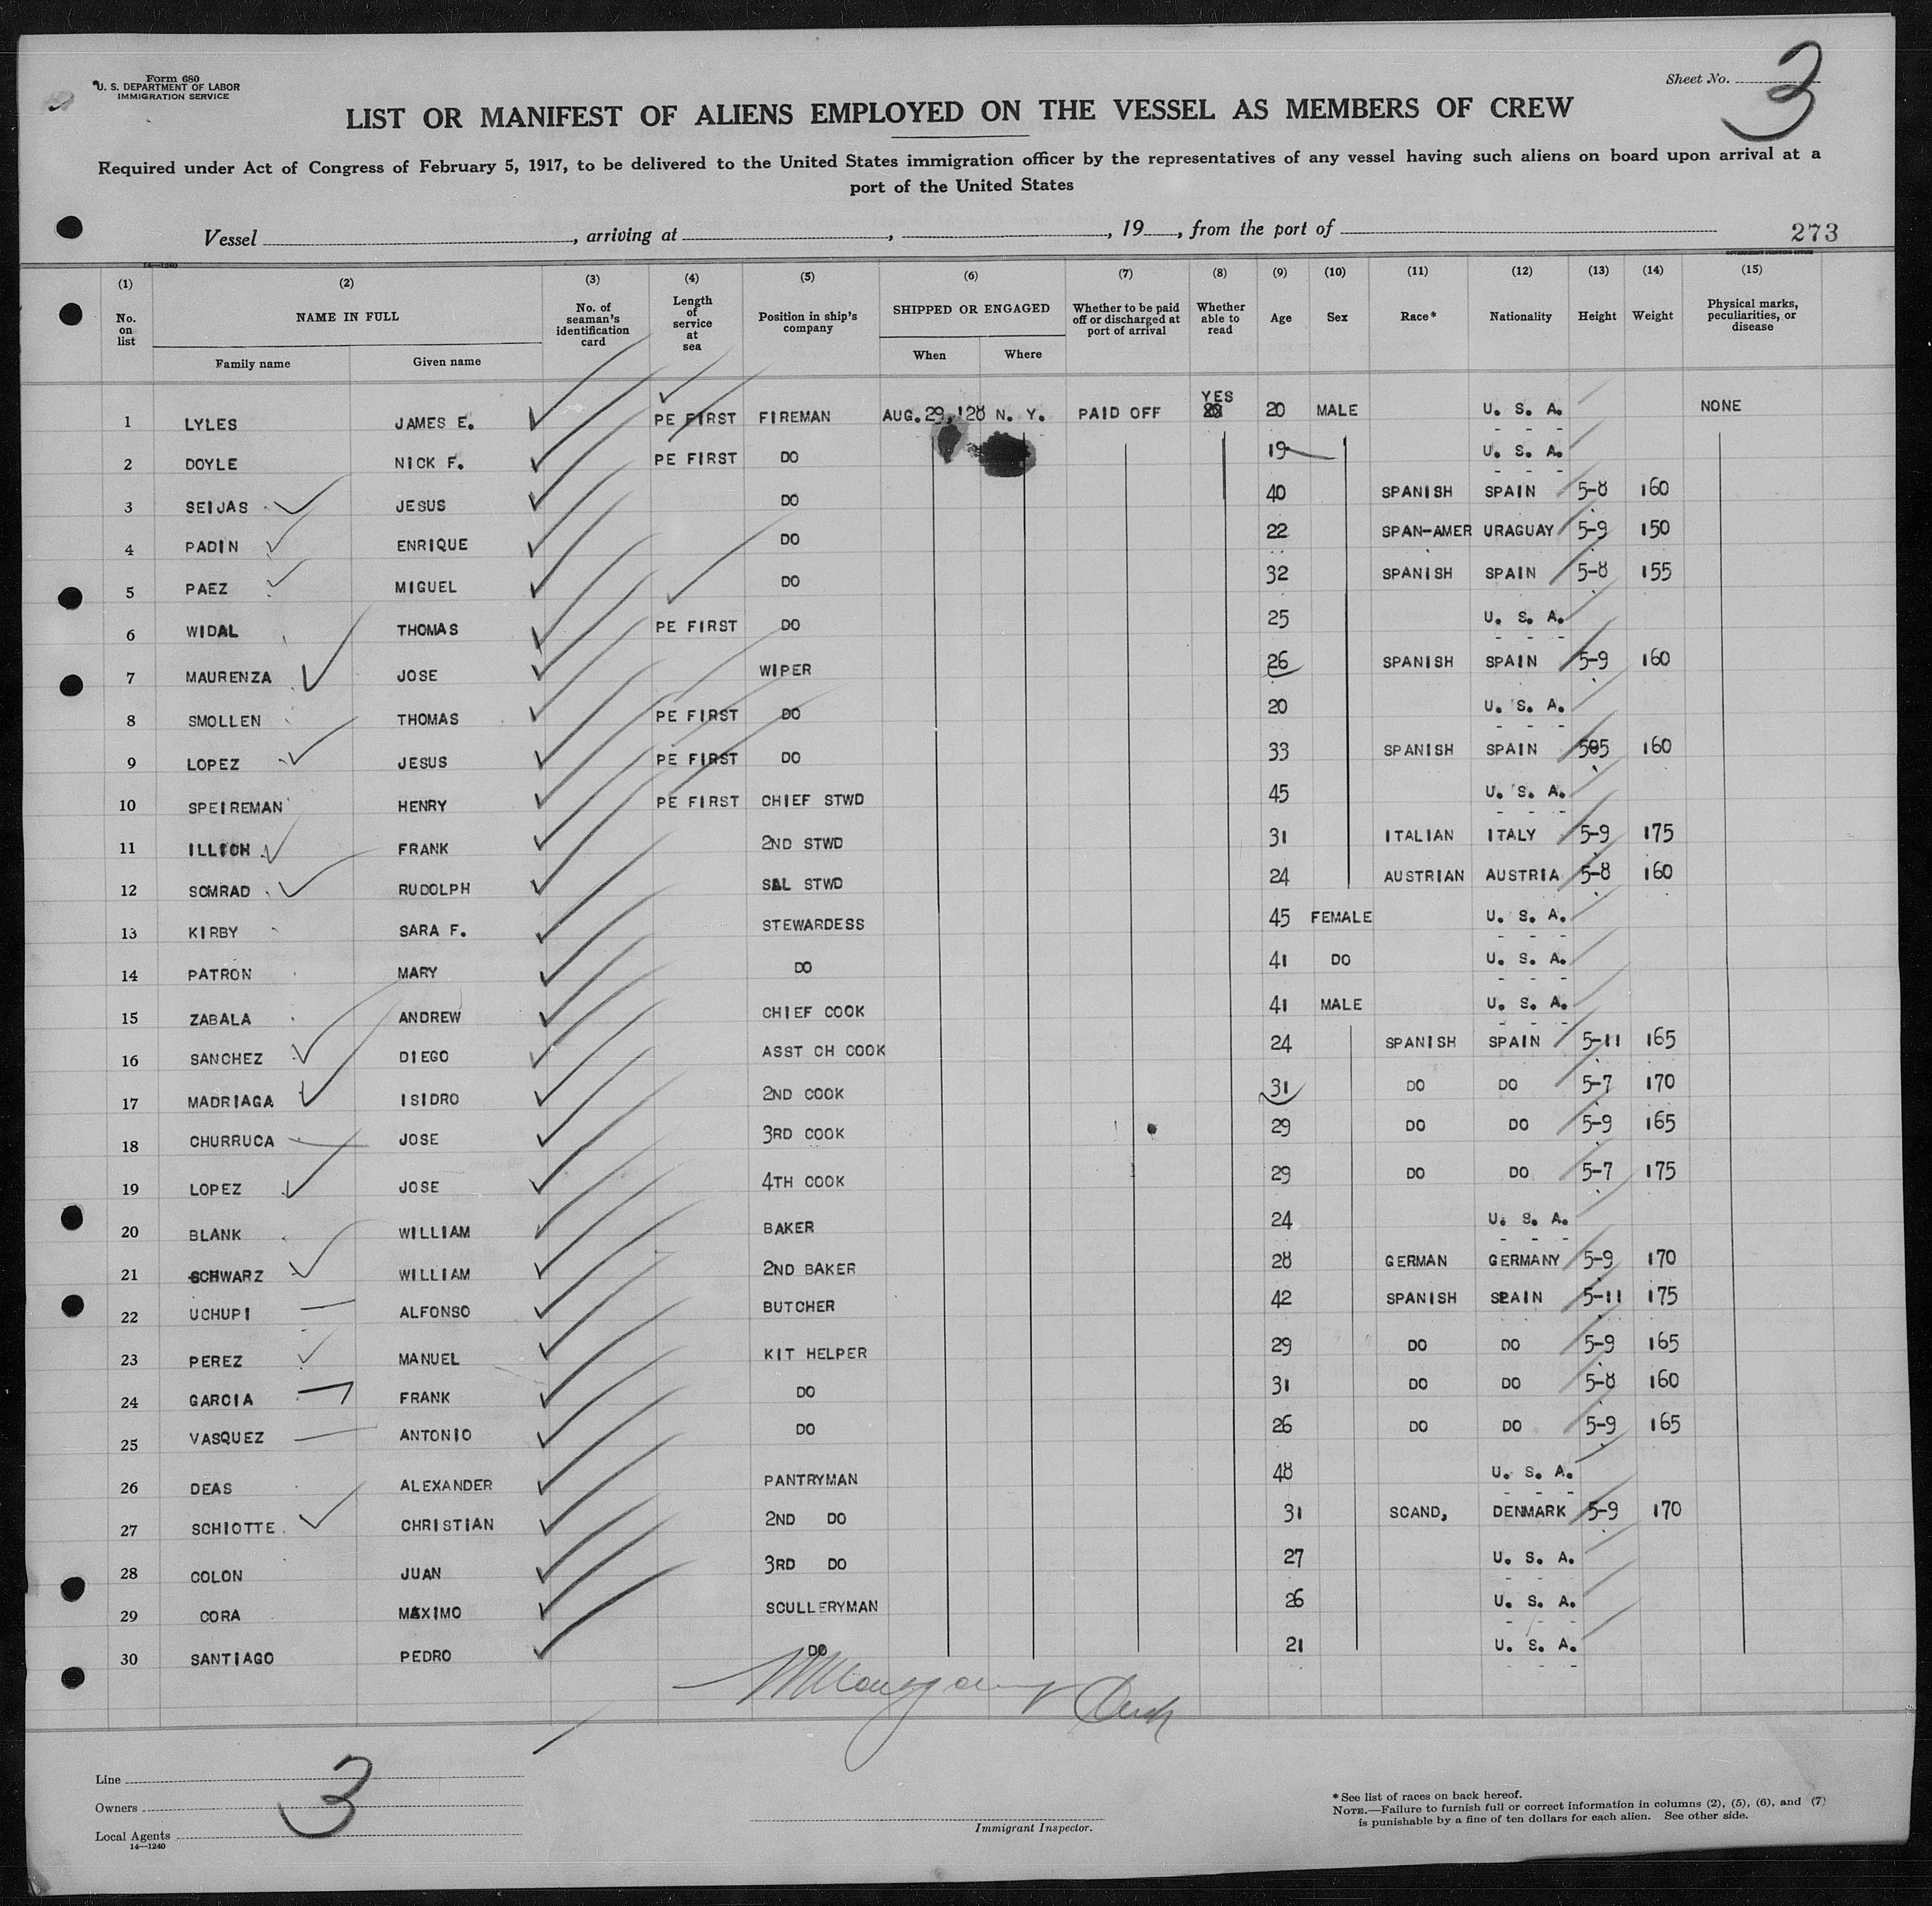 Form 680
U. S. DEPARTMENT OF LABOR
IMMIGRATION SERVICE
Sheet No. 3
LIST OR MANIFEST OF ALIENS EMPLOYED ON THE VESSEL AS MEMBERS OF CREW
Required under Act of Congress of February 5, 1917, to be delivered to the United States immigration officer by the representatives of any vessel having such aliens on board upon arrival at a
port of the United States
Vessel , arriving at , , 19 , from the port of 273
14—1240 GOVERNMENT PRINTING OFFICE
(1) (2) (3) (4) (5) (6) (7) (8) (9) (10) (11) (12) (13) (14) (15)
No. on list NAME IN FULL Family name Given name No. of seaman's identification card Length of service at sea Position in ship's company SHIPPED OR ENGAGED When Where Whether to be paid off or discharged at port of arrival Whether able to read Age Sex Race* Nationality Height Weight Physical marks, peculiarities, or disease
1 LYLES JAMES E. PE FIRST FIREMAN AUG. 29, 128 N. Y. PAID OFF YES 20 MALE U. S. A. NONE
2 DOYLE NICK F. PE FIRST DO 19 U. S. A.
3 SEIJAS JESUS DO 40 SPANISH SPAIN 5-8 160
4 PADIN ENRIQUE DO 22 SPAN-AMER URAGUAY 5-9 150
5 PAEZ MIGUEL DO 32 SPANISH SPAIN 5-8 155
6 WIDAL THOMAS PE FIRST DO 25 U. S. A.
7 MAURENZA JOSE WIPER 26 SPANISH SPAIN 5-9 160
8 SMOLLEN THOMAS PE FIRST DO 20 U. S. A.
9 LOPEZ JESUS PE FIRST DO 33 SPANISH SPAIN 505 160
10 SPEIREMAN HENRY PE FIRST CHIEF STWD 45 U. S. A.
11 ILLICH FRANK 2ND STWD 31 ITALIAN ITALY 5-9 175
12 SOMRAD RUDOLPH SAL STWD 24 AUSTRIAN AUSTRIA 5-8 160
13 KIRBY SARA F. STEWARDESS 45 FEMALE U. S. A.
14 PATRON MARY DO 41 DO U. S. A.
15 ZABALA ANDREW CHIEF COOK 41 MALE U. S. A.
16 SANCHEZ DIEGO ASST CH COOK 24 SPANISH SPAIN 5-11 165
17 MADRIAGA ISIDRO 2ND COOK 31 DO DO 5-7 170
18 CHURRUCA JOSE 3RD COOK 29 DO DO 5-9 165
19 LOPEZ JOSE 4TH COOK 29 DO DO 5-7 175
20 BLANK WILLIAM BAKER 24 U. S. A.
21 SCHWARZ WILLIAM 2ND BAKER 28 GERMAN GERMANY 5-9 170
22 UCHUPI ALFONSO BUTCHER 42 SPANISH SPAIN 5-11 175
23 PEREZ MANUEL KIT HELPER 29 DO DO 5-9 165
24 GARCIA FRANK DO 31 DO DO 5-8 160
25 VASQUEZ ANTONIO DO 26 DO DO 5-9 165
26 DEAS ALEXANDER PANTRYMAN 48 U. S. A.
27 SCHIOTTE CHRISTIAN 2ND DO 31 SCAND, DENMARK 5-9 170
28 COLON JUAN 3RD DO 27 U. S. A.
29 CORA MAXIMO SCULLERYMAN 26 U. S. A.
30 SANTIAGO PEDRO DO 21 U. S. A.
Line
Owners
Local Agents
14—1240
3
Immigrant Inspector.
*See list of races on back hereof.
NOTE.—Failure to furnish full or correct information in columns (2), (5), (6), and (7)
is punishable by a fine of ten dollars for each alien. See other side.